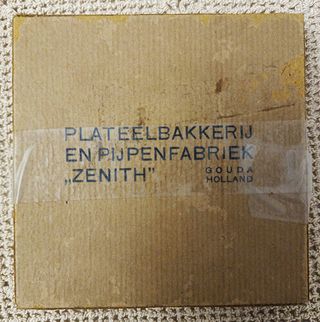 PLATEELBAKKERIJ
EN PIJPENFABRIEK
„ZENITH” GOUDA
HOLLAND